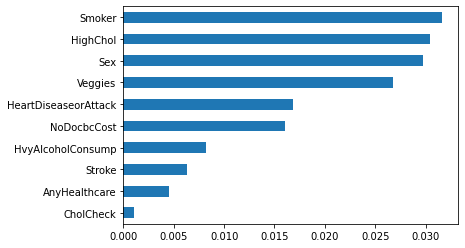 Smoker
HighChol
Sex
Veggies
HeartDiseaseorAttack
NoDocbcCost
HvyAlcoholConsump
Stroke
AnyHealthcare
CholCheck
0.000 0.005 0.010 0.015 0.020 0.025 0.030